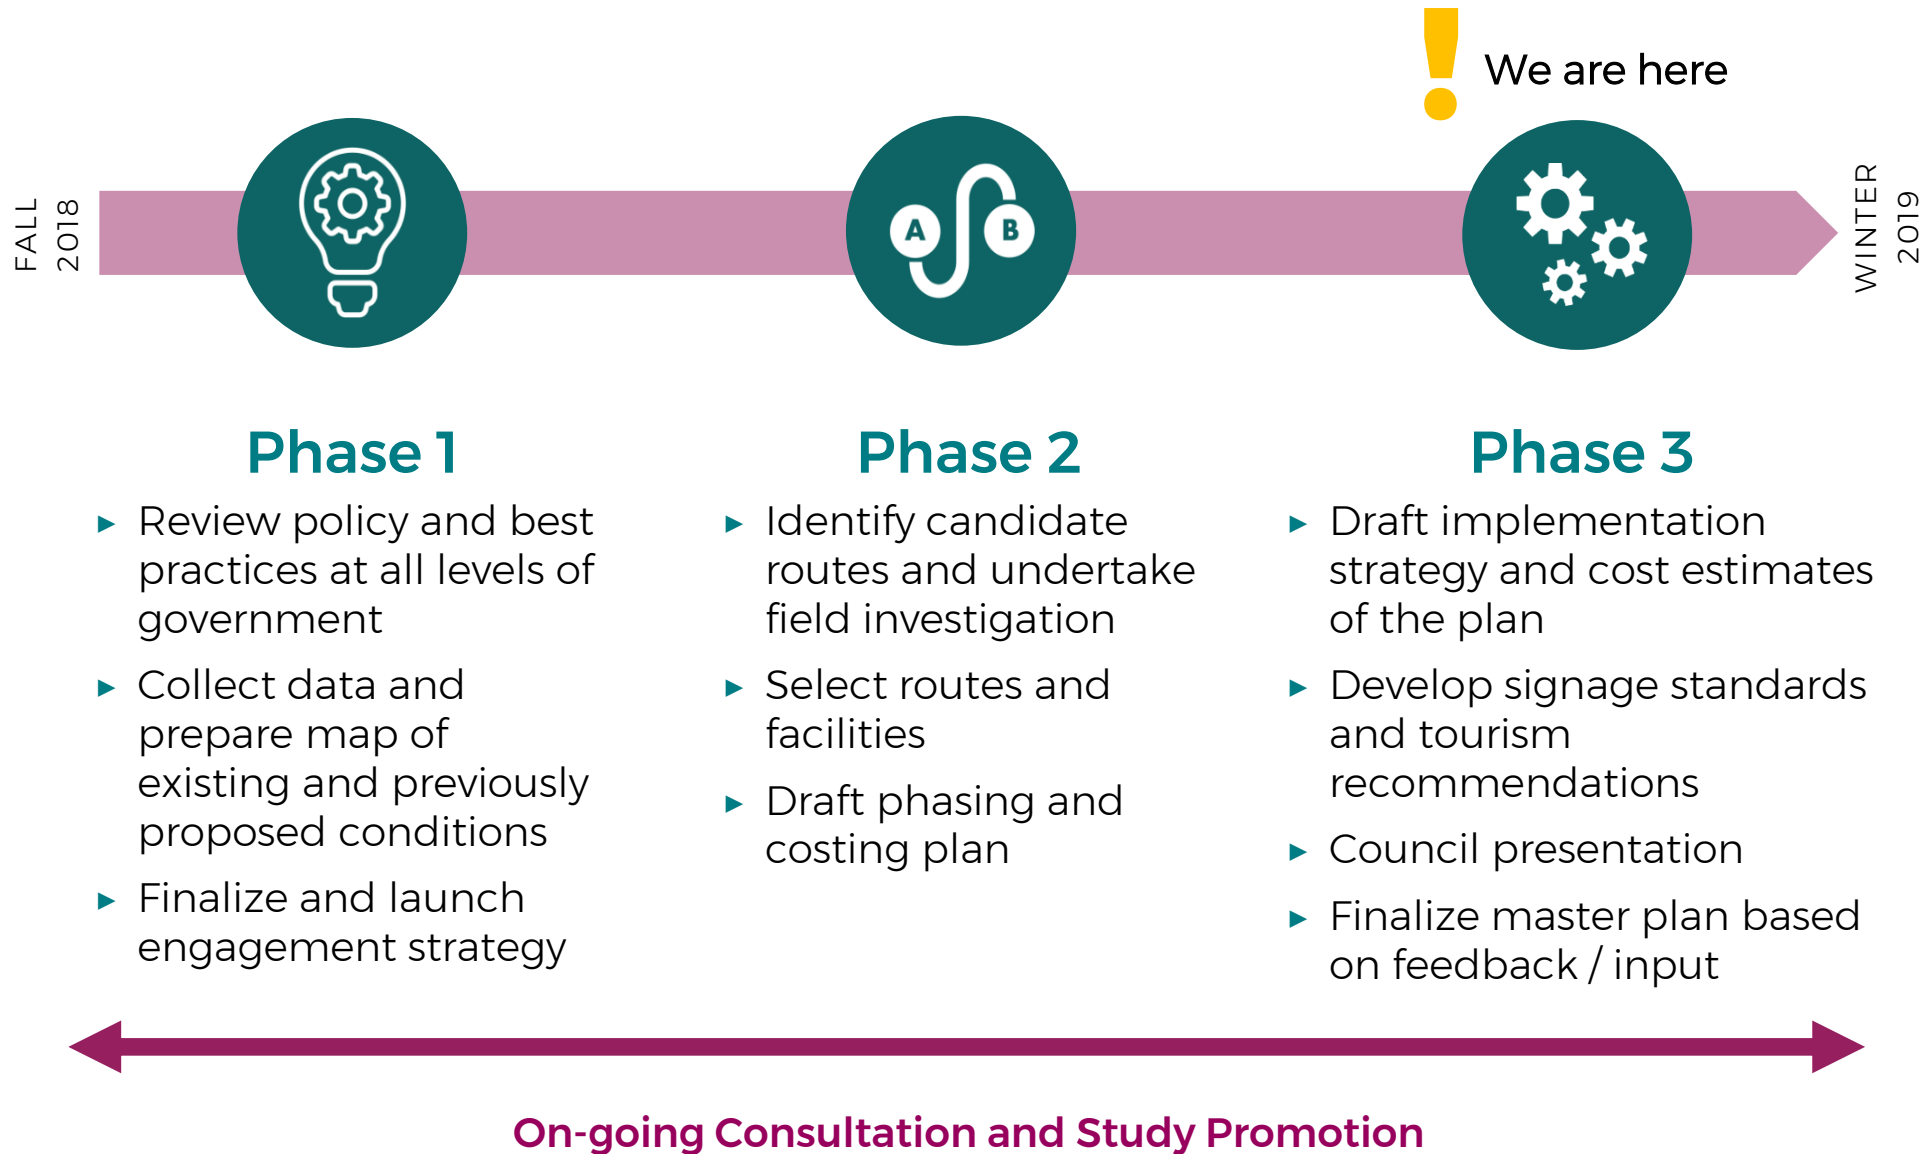 We are here
FALL
2018
A
B
WINTER
2019
Phase 1
► Review policy and best
practices at all levels of
government
► Collect data and
prepare map of
existing and previously
proposed conditions
► Finalize and launch
engagement strategy
Phase 2
► Identify candidate
routes and undertake
field investigation
► Select routes and
facilities
► Draft phasing and
costing plan
Phase 3
► Draft implementation
strategy and cost estimates
of the plan
► Develop signage standards
and tourism
recommendations
► Council presentation
► Finalize master plan based
on feedback / input
On-going Consultation and Study Promotion